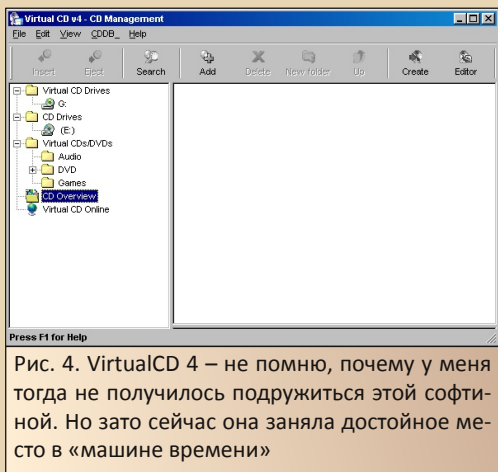 Virtual CD v4 - CD Management
File Edit View CDDB_ Help
Insert Eject Search Add Delete New folder Up Create Editor
Virtual CD Drives
G:
CD Drives
(E:)
Virtual CDs/DVDs
Audio
DVD
Games
CD Overview
Virtual CD Online
Press F1 for Help
Рис. 4. VirtualCD 4 – не помню, почему у меня
тогда не получилось подружиться этой софти-
ной. Но зато сейчас она заняла достойное ме-
сто в «машине времени»